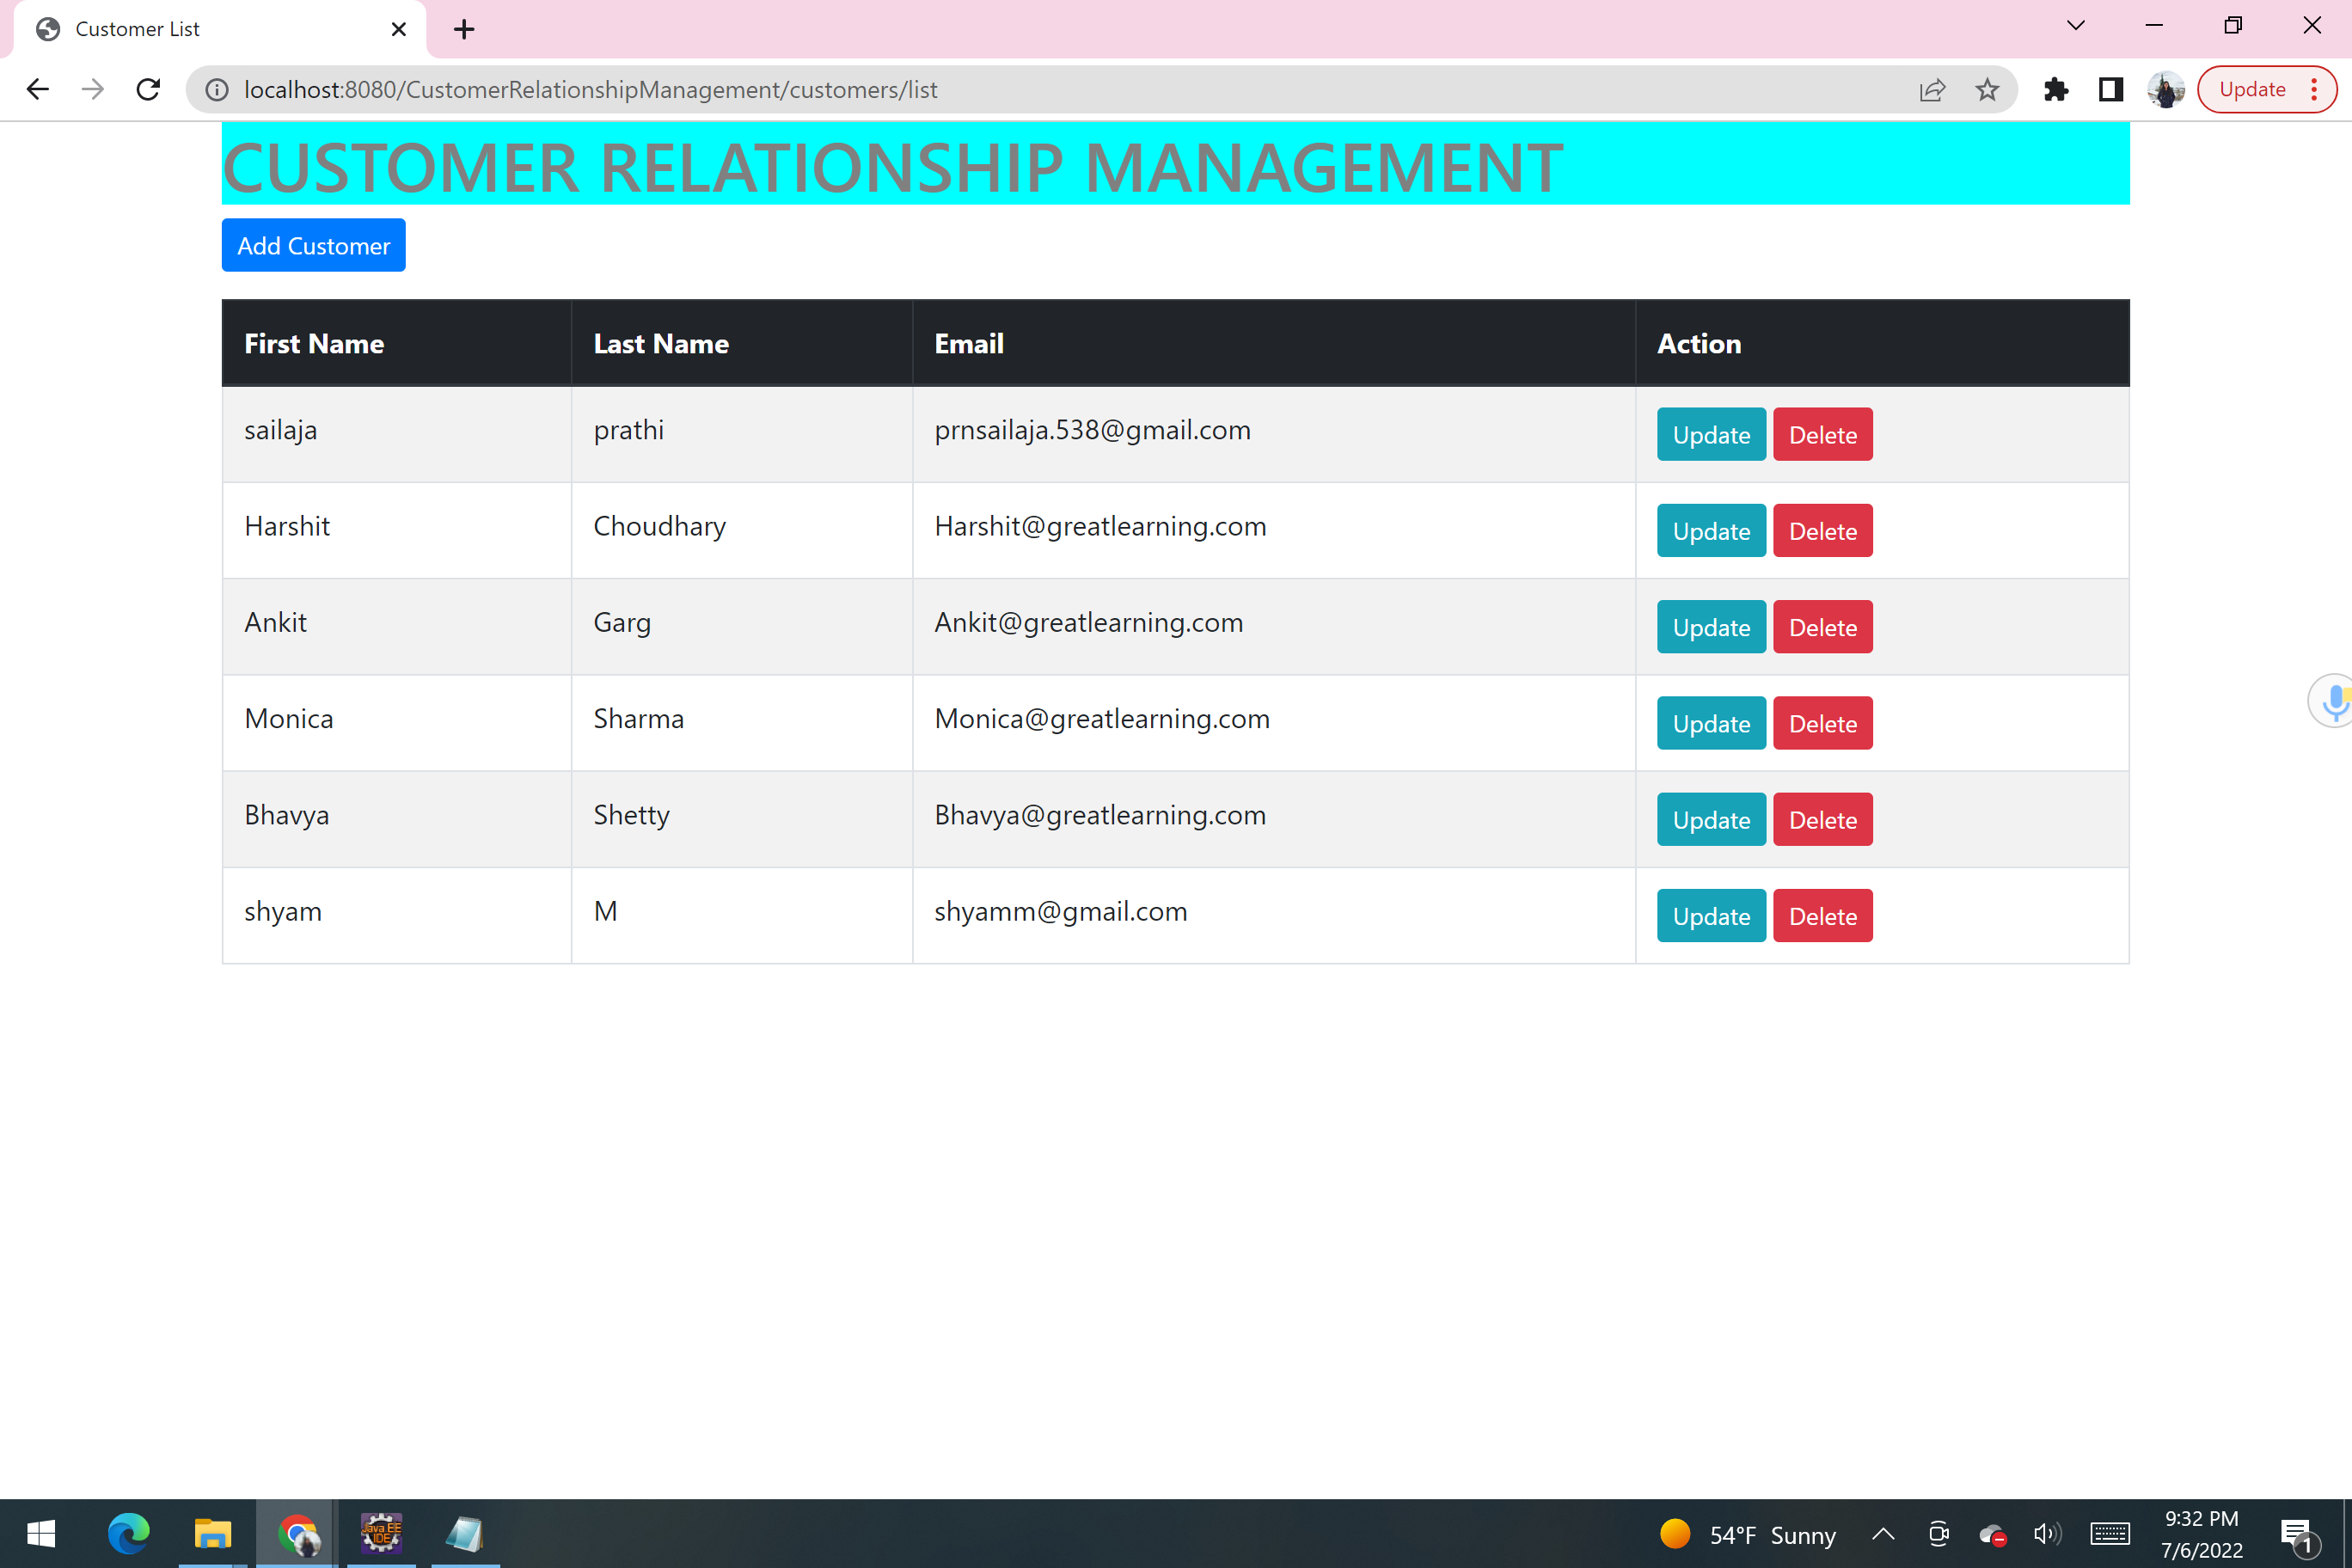 Customer List
localhost:8080/CustomerRelationshipManagement/customers/list
Update
CUSTOMER RELATIONSHIP MANAGEMENT
Add Customer
First Name Last Name Email Action
sailaja prathi prnsailaja.538@gmail.com Update Delete
Harshit Choudhary Harshit@greatlearning.com Update Delete
Ankit Garg Ankit@greatlearning.com Update Delete
Monica Sharma Monica@greatlearning.com Update Delete
Bhavya Shetty Bhavya@greatlearning.com Update Delete
shyam M shyamm@gmail.com Update Delete
Java EE
IDE
54°F Sunny
9:32 PM
7/6/2022
1